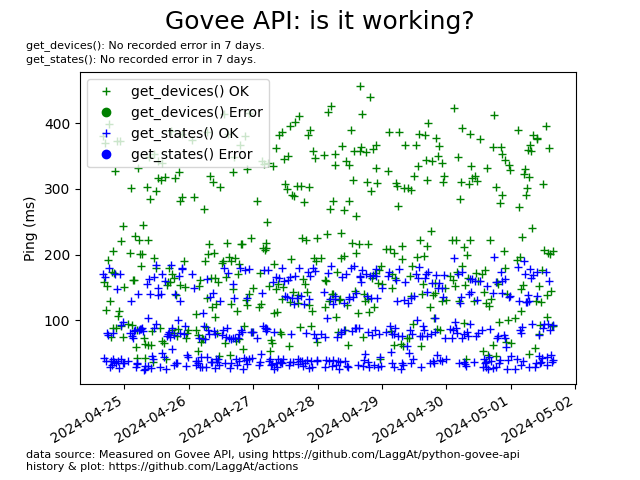 Govee API: is it working?
get_devices(): No recorded error in 7 days.
get_states(): No recorded error in 7 days.
get_devices() OK
get_devices() Error
get_states() OK
get_states() Error
400
300
200
100
Ping (ms)
2024-04-25
2024-04-26
2024-04-27
2024-04-28
2024-04-29
2024-04-30
2024-05-01
2024-05-02
data source: Measured on Govee API, using https://github.com/LaggAt/python-govee-api
history & plot: https://github.com/LaggAt/actions